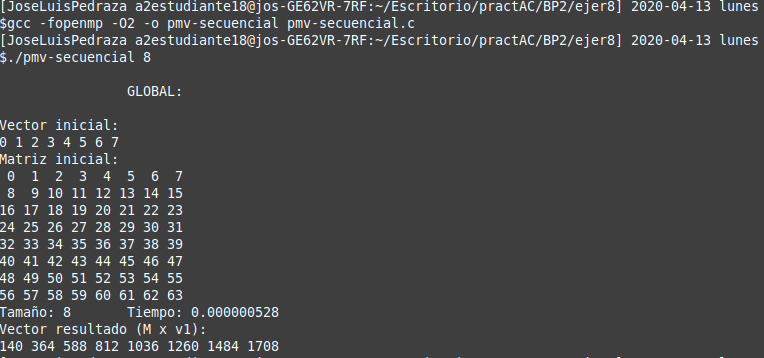 [JoseLuisPedraza a2estudiante18@jos-GE62VR-7RF:~/Escritorio/practAC/BP2/ejer8] 2020-04-13 lunes
$gcc -fopenmp -O2 -o pmv-secuencial pmv-secuencial.c
[JoseLuisPedraza a2estudiante18@jos-GE62VR-7RF:~/Escritorio/practAC/BP2/ejer8] 2020-04-13 lunes
$./pmv-secuencial 8
GLOBAL:
Vector inicial:
0 1 2 3 4 5 6 7
Matriz inicial:
0 1 2 3 4 5 6 7
8 9 10 11 12 13 14 15
16 17 18 19 20 21 22 23
24 25 26 27 28 29 30 31
32 33 34 35 36 37 38 39
40 41 42 43 44 45 46 47
48 49 50 51 52 53 54 55
56 57 58 59 60 61 62 63
Tamaño: 8 Tiempo: 0.000000528
Vector resultado (M x v1):
140 364 588 812 1036 1260 1484 1708